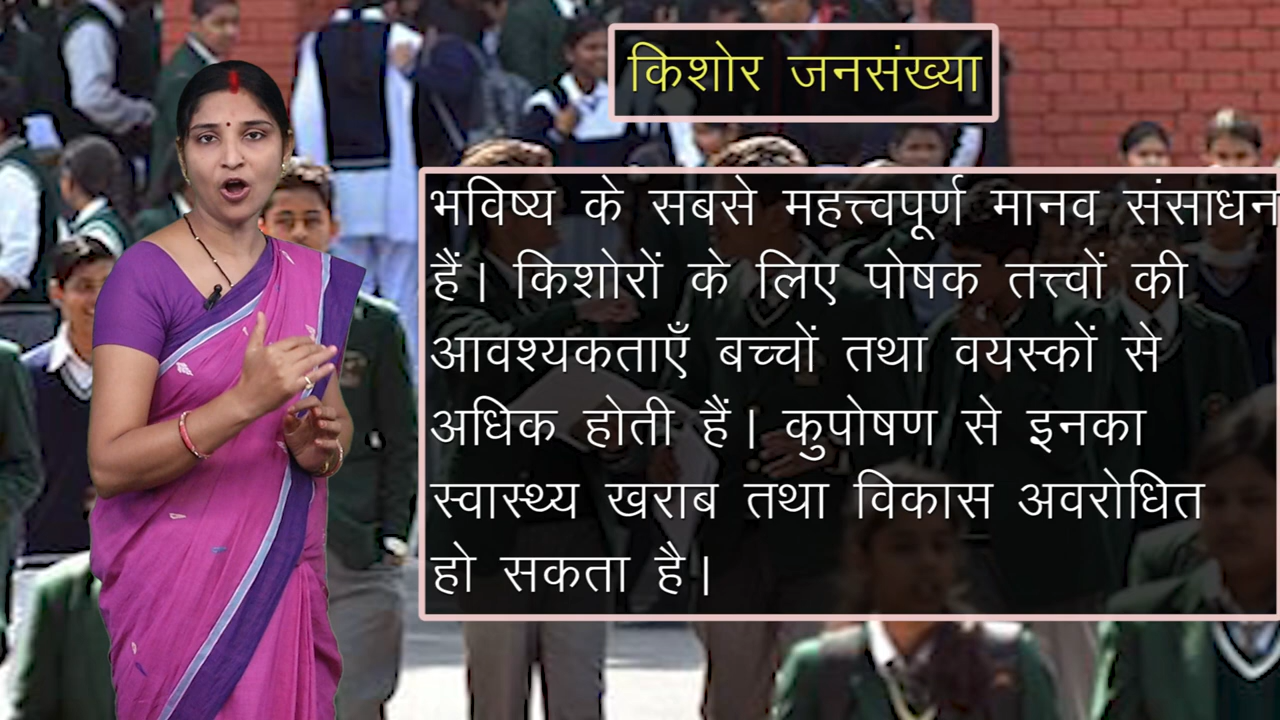 किशोर जनसंख्या
भविष्य के सबसे महत्त्वपूर्ण मानव संसाधन
हैं। किशोरों के लिए पोषक तत्त्वों की
आवश्यकताएँ बच्चों तथा वयस्कों से
अधिक होती हैं। कुपोषण से इनका
स्वास्थ्य खराब तथा विकास अवरोधित
हो सकता है।